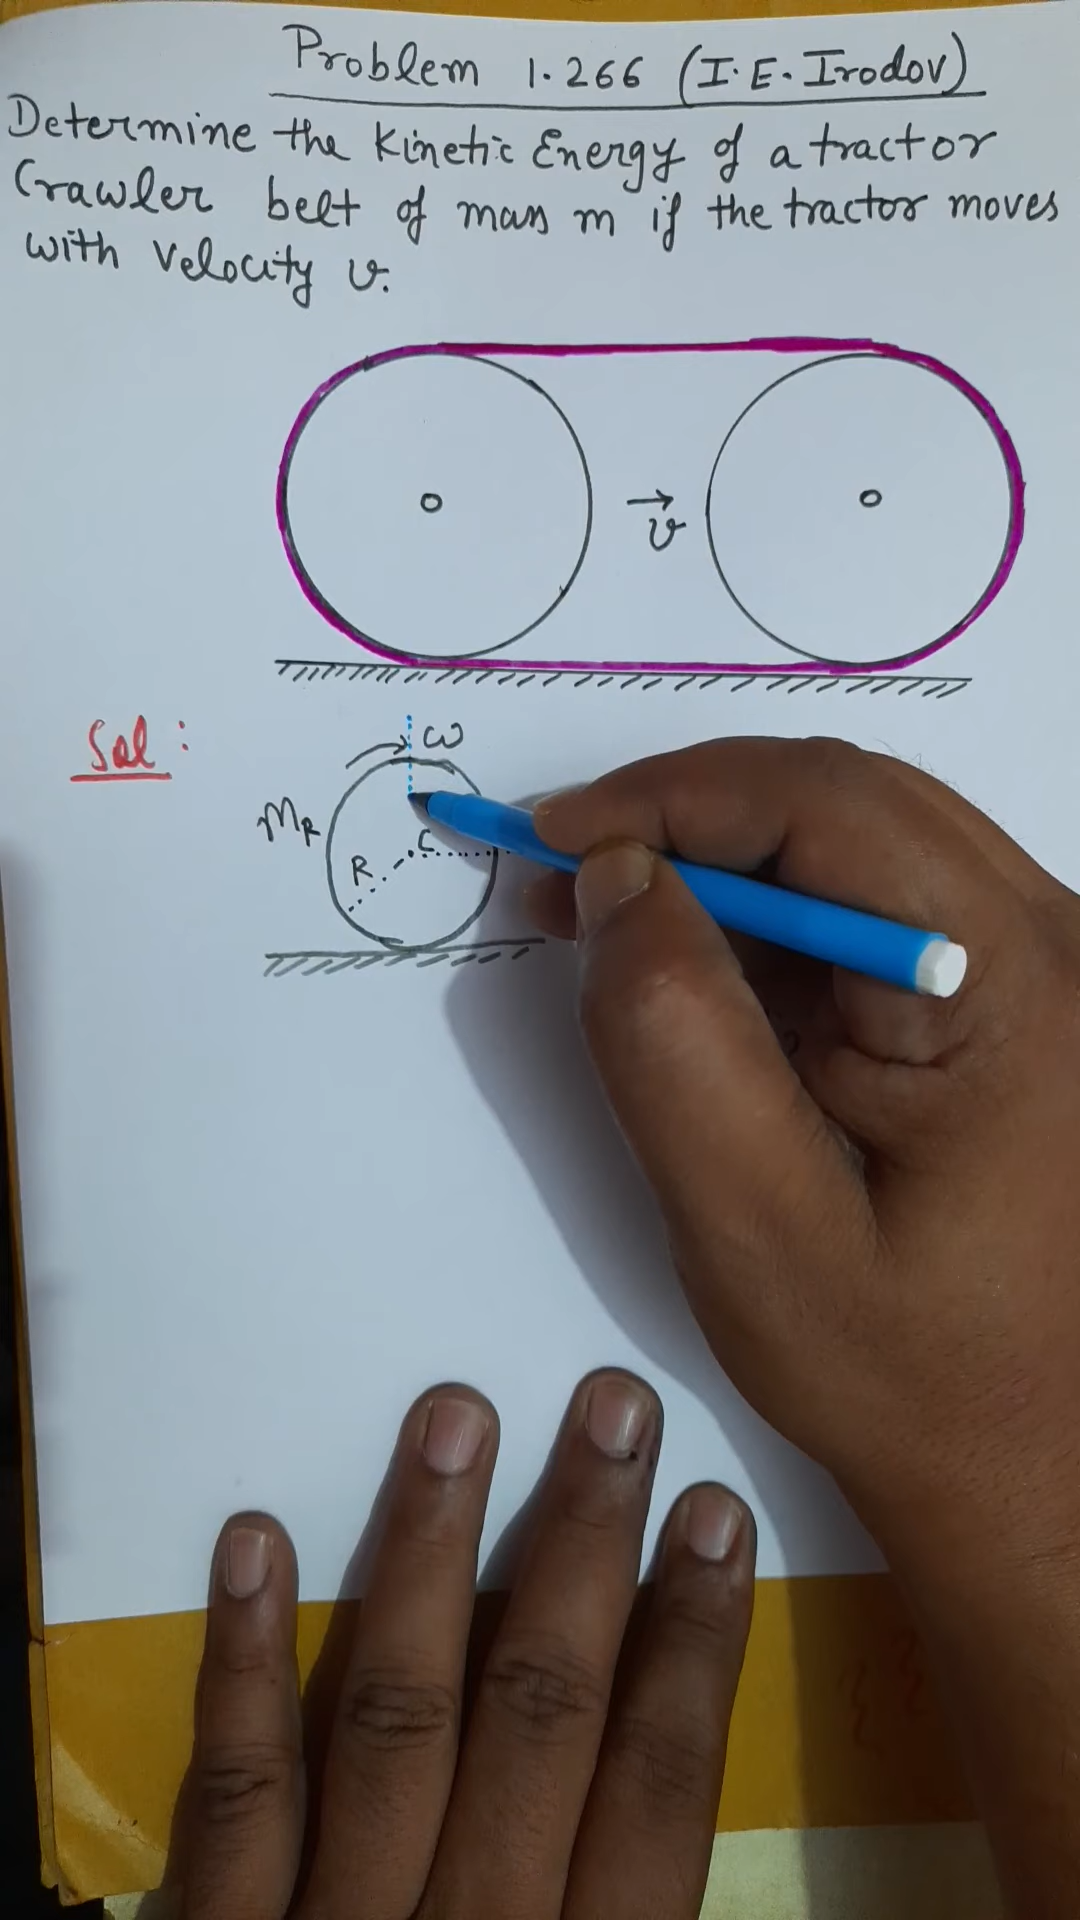 Problem 1.266 (I.E. Irodov)
Determine the Kinetic Energy of a tractor
Crawler belt of mass m if the tractor moves
with Velocity v.
v
Sol:
ω
m_R
C
R